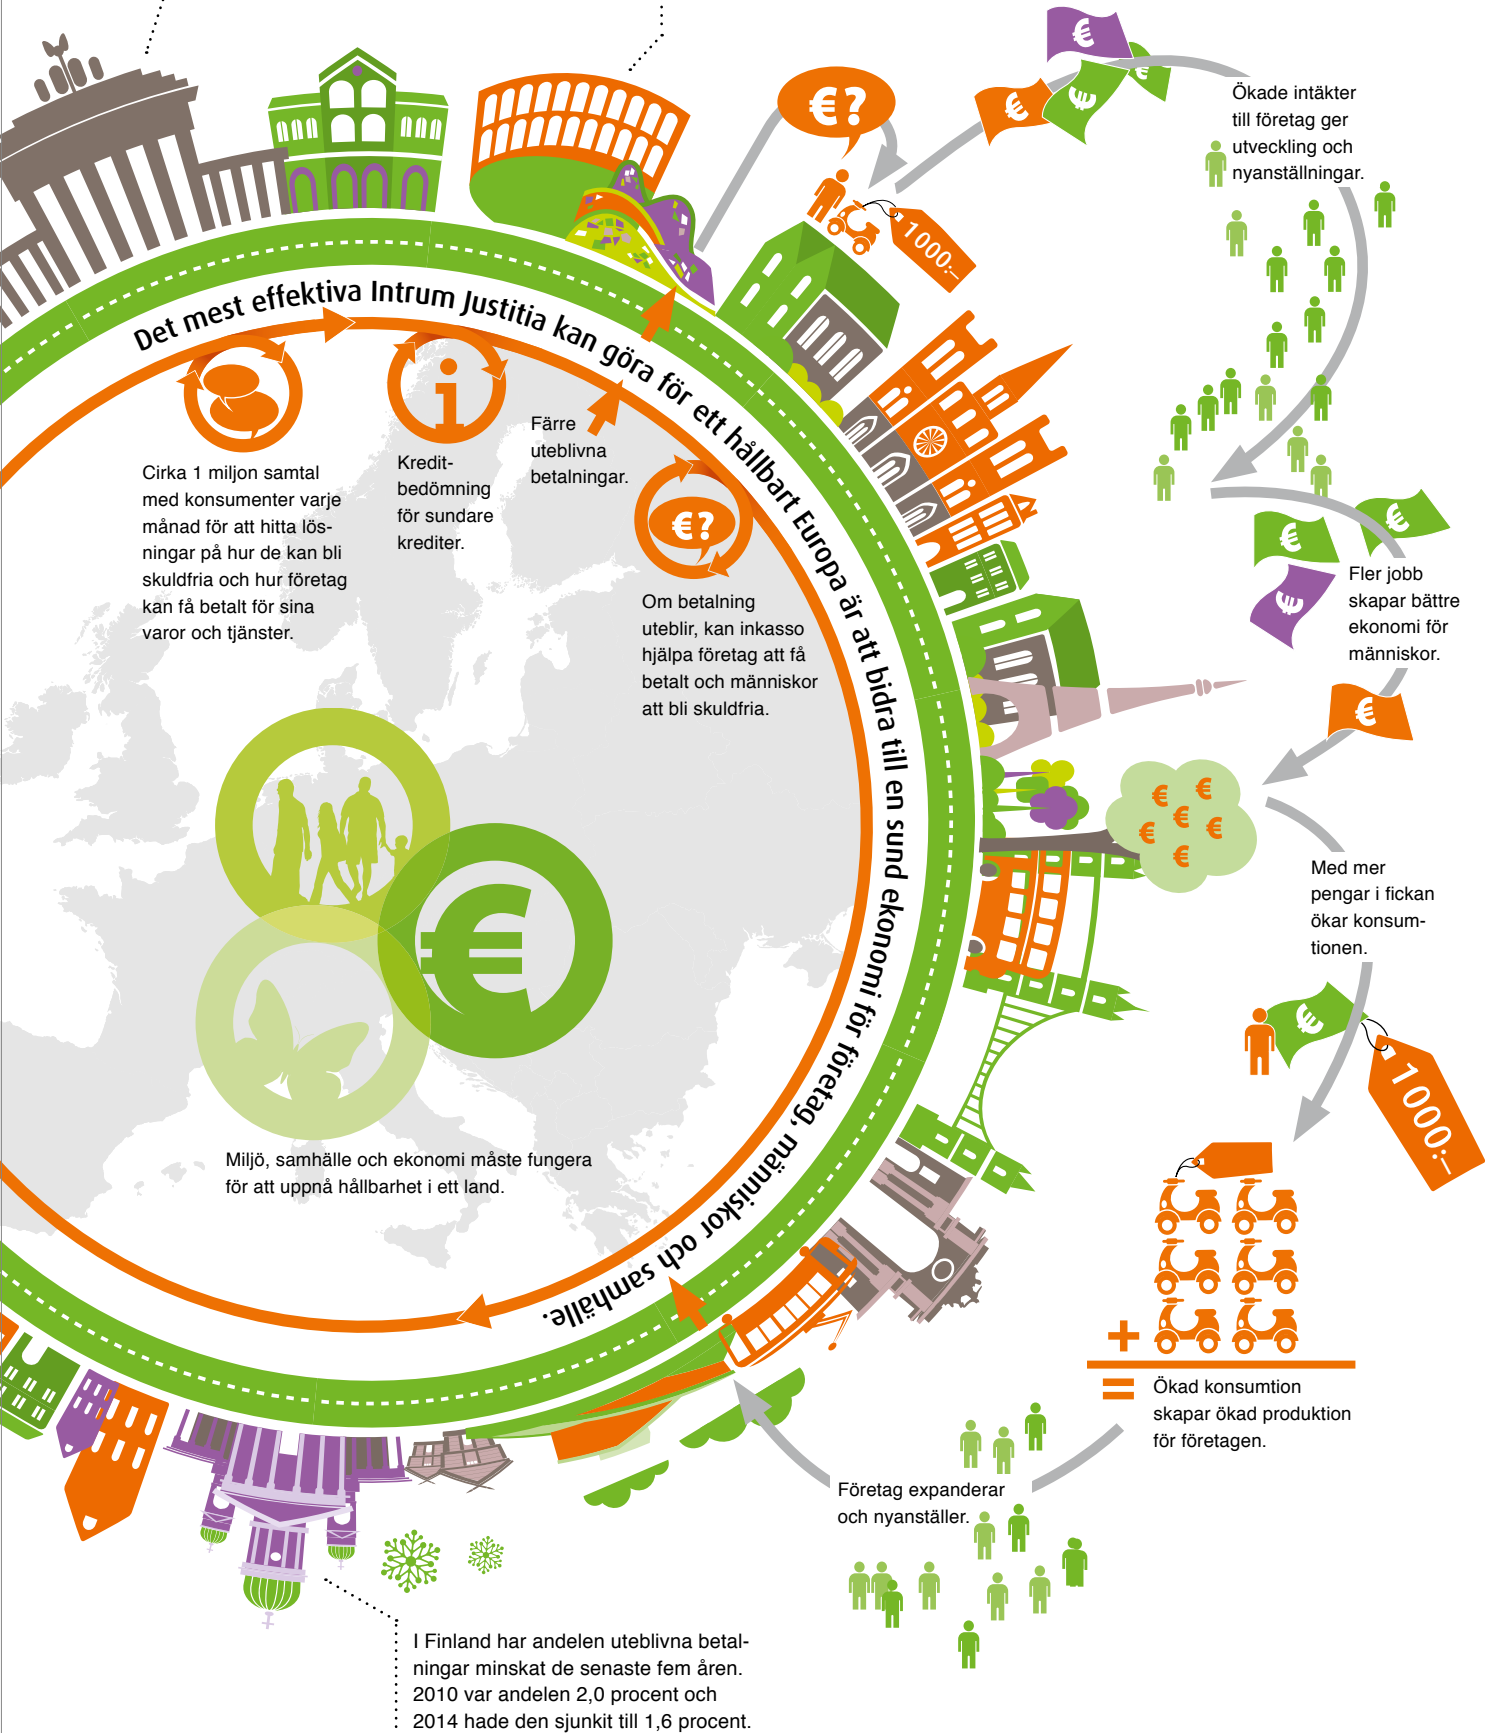 €?
€
€
€
€
Ökade intäkter
till företag ger
utveckling och
nyanställningar.
1000:–
Det mest effektiva Intrum Justitia kan göra för ett hållbart Europa är att bidra till en sund ekonomi för företag, människor och samhälle.
i
Cirka 1 miljon samtal
med konsumenter varje
månad för att hitta lös-
ningar på hur de kan bli
skuldfria och hur företag
kan få betalt för sina
varor och tjänster.
Kredit-
bedömning
för sundare
krediter.
Färre
uteblivna
betalningar.
€?
Om betalning
uteblir, kan inkasso
hjälpa företag att få
betalt och människor
att bli skuldfria.
€
€
€
Fler jobb
skapar bättre
ekonomi för
människor.
€
€
€
€
€
€
€
Med mer
pengar i fickan
ökar konsum-
tionen.
€
€
1000:–
Miljö, samhälle och ekonomi måste fungera
för att uppnå hållbarhet i ett land.
+
=
Ökad konsumtion
skapar ökad produktion
för företagen.
Företag expanderar
och nyanställer.
I Finland har andelen uteblivna betal-
ningar minskat de senaste fem åren.
2010 var andelen 2,0 procent och
2014 hade den sjunkit till 1,6 procent.